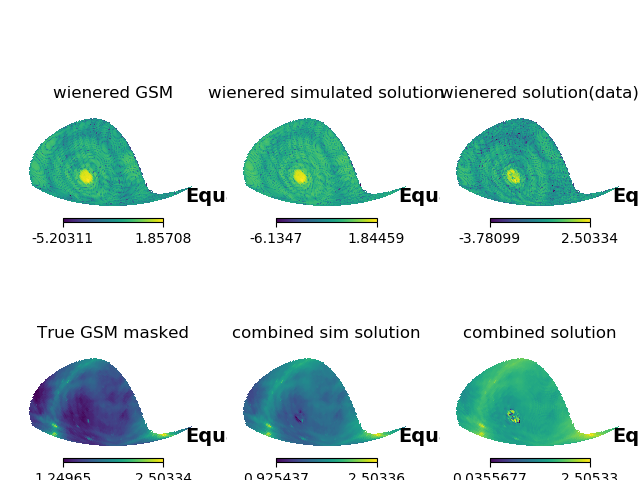 wienered GSM
wienered simulated solution
wienered solution(data)
Equ
Equ
Eq
-5.20311 1.85708
-6.1347 1.84459
-3.78099 2.50334
True GSM masked
combined sim solution
combined solution
Equ
Equ
Eq
1.24965 2.50334
0.925437 2.50336
0.0355677 2.50533